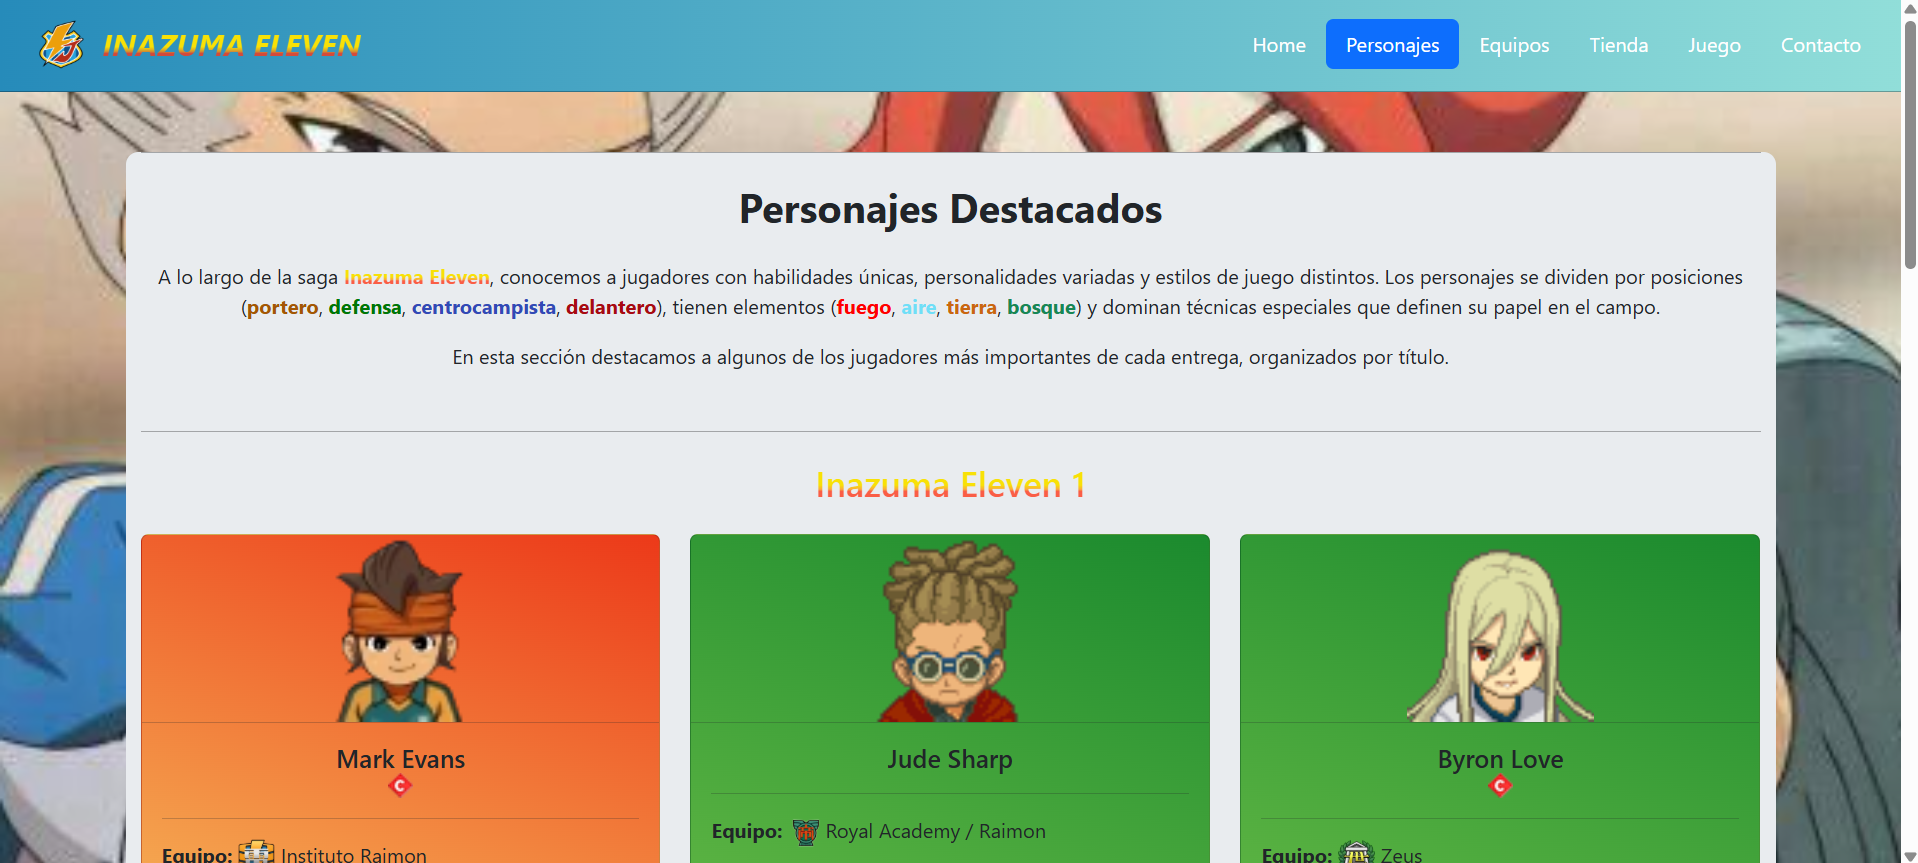 INAZUMA ELEVEN
Home Personajes Equipos Tienda Juego Contacto
Personajes Destacados
A lo largo de la saga Inazuma Eleven, conocemos a jugadores con habilidades únicas, personalidades variadas y estilos de juego distintos. Los personajes se dividen por posiciones
(portero, defensa, centrocampista, delantero), tienen elementos (fuego, aire, tierra, bosque) y dominan técnicas especiales que definen su papel en el campo.
En esta sección destacamos a algunos de los jugadores más importantes de cada entrega, organizados por título.
Inazuma Eleven 1
Mark Evans
C
Equipo: Instituto Raimon
Jude Sharp
Equipo: Royal Academy / Raimon
Byron Love
C
Equipo: Zeus